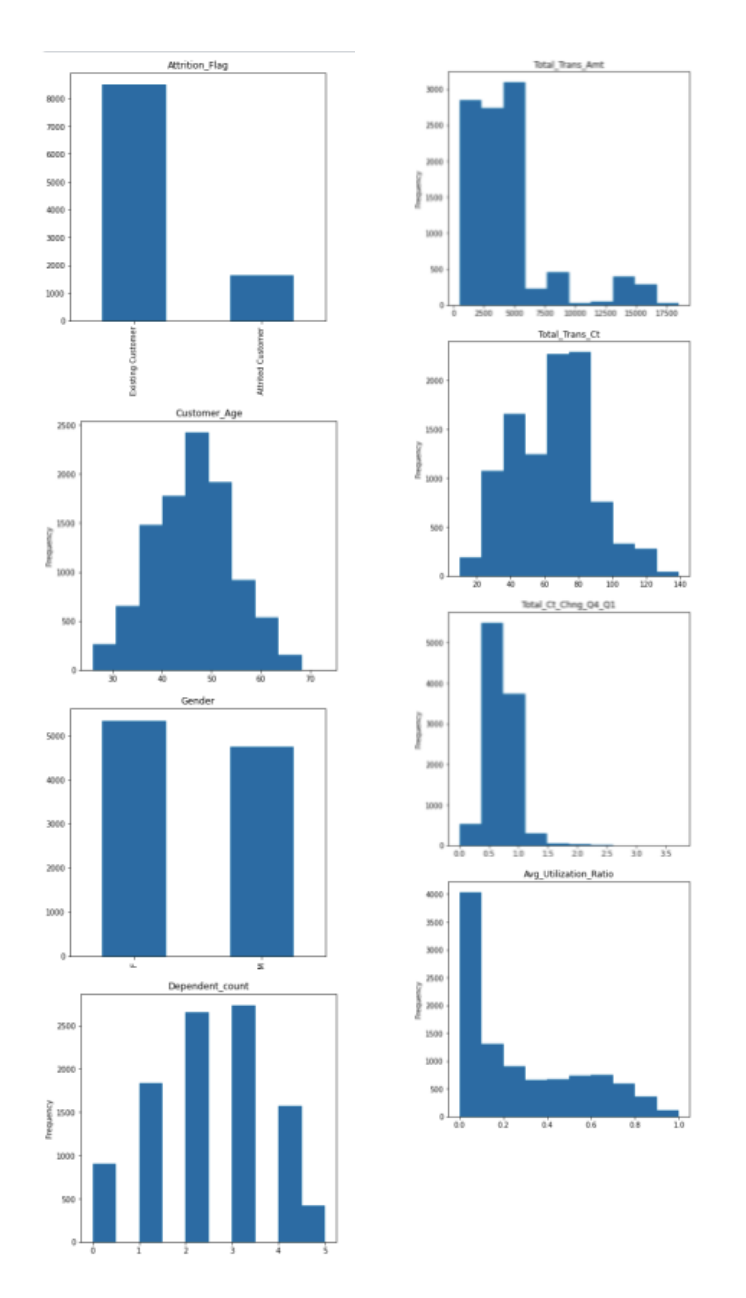 Attrition_Flag
8000
7000
6000
5000
4000
3000
2000
1000
0
Existing Customer
Attrited Customer
Customer_Age
2500
2000
1500
1000
500
0
Frequency
30 40 50 60 70
Gender
5000
4000
3000
2000
1000
0
F
M
Dependent_count
2500
2000
1500
1000
500
0
Frequency
0 1 2 3 4 5
Total_Trans_Amt
3000
2500
2000
1500
1000
500
0
Frequency
0 2500 5000 7500 10000 12500 15000 17500
Total_Trans_Ct
2000
1500
1000
500
0
Frequency
20 40 60 80 100 120 140
Total_Ct_Chng_Q4_Q1
5000
4000
3000
2000
1000
0
Frequency
0.0 0.5 1.0 1.5 2.0 2.5 3.0 3.5
Avg_Utilization_Ratio
4000
3500
3000
2500
2000
1500
1000
500
0
Frequency
0.0 0.2 0.4 0.6 0.8 1.0